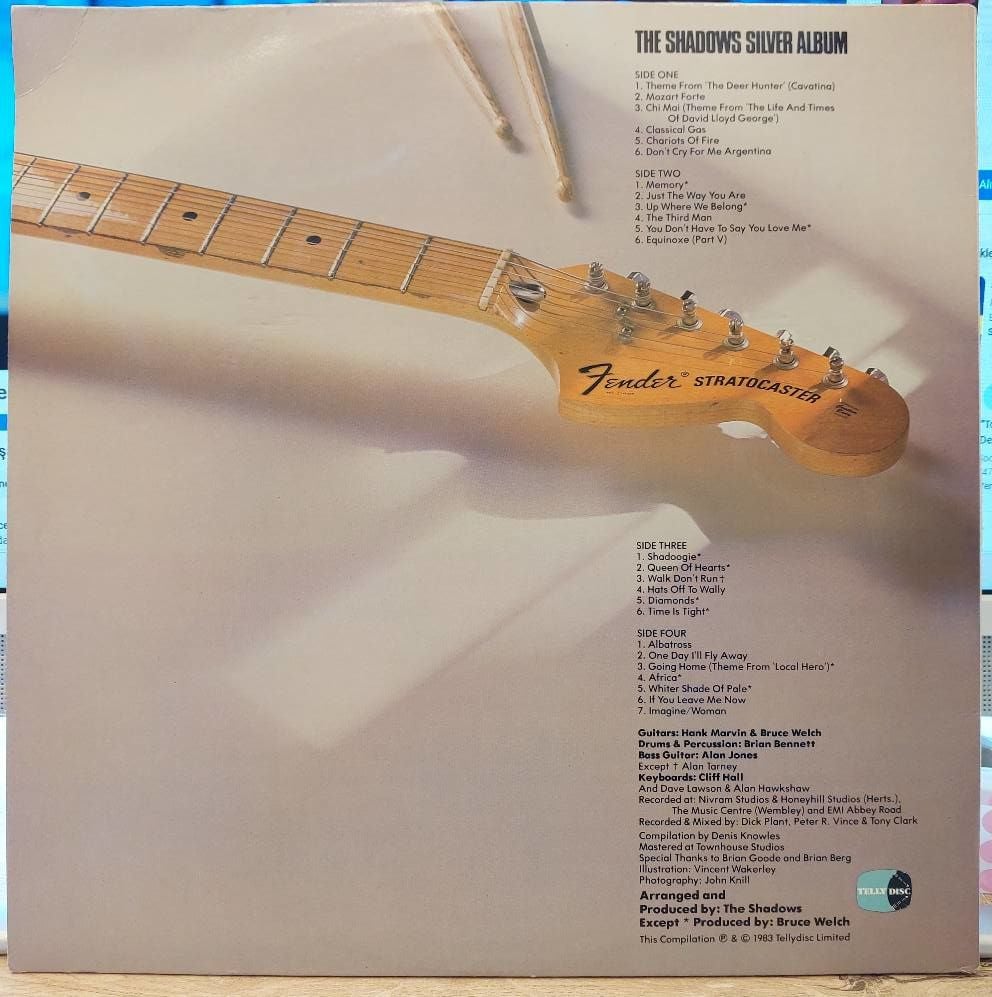 THE SHADOWS SILVER ALBUM
SIDE ONE
1. Theme From 'The Deer Hunter' (Cavatina)
2. Mozart Forte
3. Chi Mai (Theme From 'The Life And Times
Of David Lloyd George')
4. Classical Gas
5. Chariots Of Fire
6. Don't Cry For Me Argentina
SIDE TWO
1. Memory*
2. Just The Way You Are
3. Up Where We Belong*
4. The Third Man
5. You Don't Have To Say You Love Me*
6. Equinoxe (Part V)
Fender® STRATOCASTER
SIDE THREE
1. Shadoogie*
2. Queen Of Hearts*
3. Walk Don't Run†
4. Hats Off To Wally
5. Diamonds*
6. Time Is Tight*
SIDE FOUR
1. Albatross
2. One Day I'll Fly Away
3. Going Home (Theme From 'Local Hero')*
4. Africa*
5. Whiter Shade Of Pale*
6. If You Leave Me Now
7. Imagine/Woman
Guitars: Hank Marvin & Bruce Welch
Drums & Percussion: Brian Bennett
Bass Guitar: Alan Jones
Except † Alan Tarney
Keyboards: Cliff Hall
And Dave Lawson & Alan Hawkshaw
Recorded at: Nivram Studios & Honeyhill Studios (Herts.),
The Music Centre (Wembley) and EMI Abbey Road
Recorded & Mixed by: Dick Plant, Peter R. Vince & Tony Clark
Compilation by Denis Knowles
Mastered at Townhouse Studios
Special Thanks to Brian Goode and Brian Berg
Illustration: Vincent Wakerley
Photography: John Knill
TELLY DISC
Arranged and
Produced by: The Shadows
Except * Produced by: Bruce Welch
This Compilation ℗ & © 1983 Tellydisc Limited